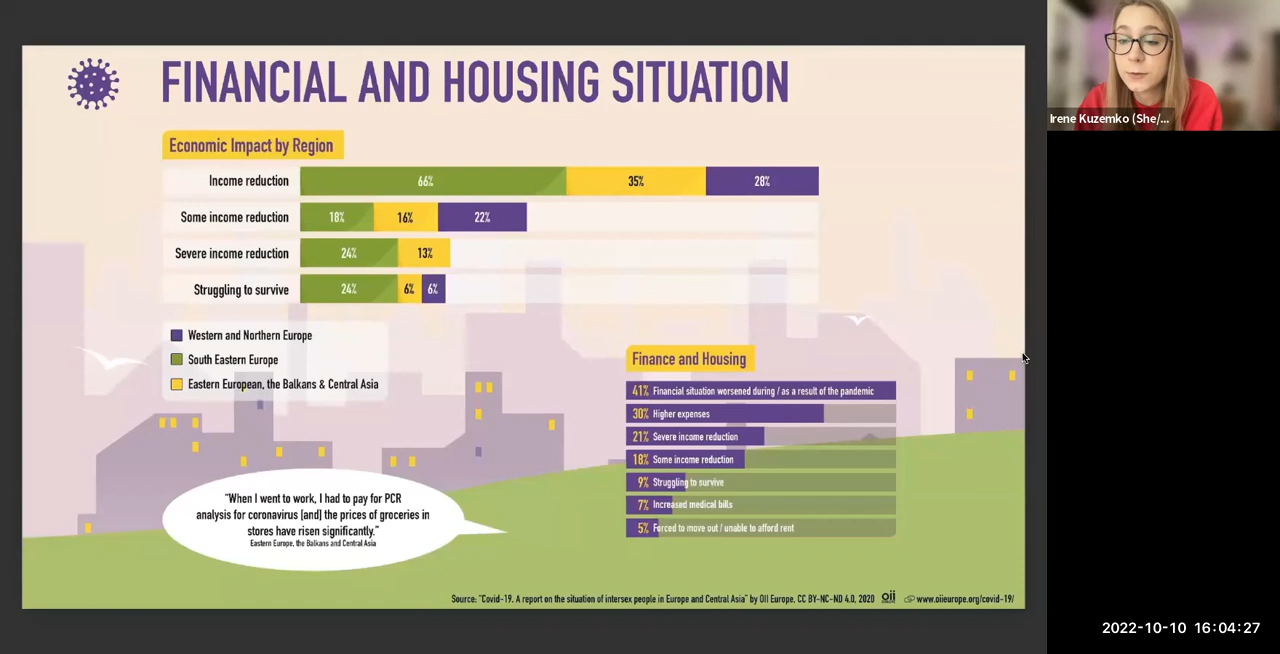 FINANCIAL AND HOUSING SITUATION
Economic Impact by Region
Income reduction 66% 35% 28%
Some income reduction 18% 16% 22%
Severe income reduction 24% 13%
Struggling to survive 24% 6% 6%
Western and Northern Europe
South Eastern Europe
Eastern European, the Balkans & Central Asia
Finance and Housing
41% Financial situation worsened during / as a result of the pandemic
30% Higher expenses
21% Severe income reduction
18% Some income reduction
9% Struggling to survive
7% Increased medical bills
5% Forced to move out / unable to afford rent
"When I went to work, I had to pay for PCR
analysis for coronavirus [and] the prices of groceries in
stores have risen significantly."
Eastern Europe, the Balkans and Central Asia
Source: "Covid-19. A report on the situation of intersex people in Europe and Central Asia" by OII Europe. CC BY-NC-ND 4.0, 2020 oii www.oiieurope.org/covid-19/
Irene Kuzemko (She/...
2022-10-10 16:04:27